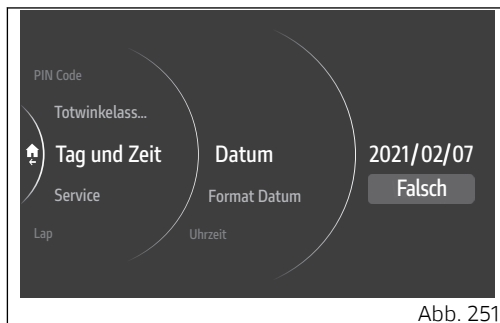 PIN Code
Totwinkelass...
Tag und Zeit
Service
Lap
Datum
Format Datum
Uhrzeit
2021/02/07
Falsch
Abb. 251